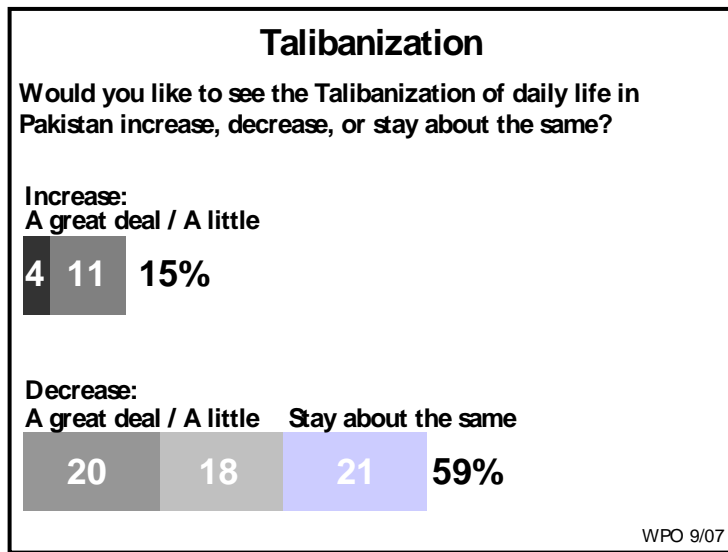 Talibanization
Would you like to see the Talibanization of daily life in
Pakistan increase, decrease, or stay about the same?
Increase:
A great deal / A little
4 11 15%
Decrease:
A great deal / A little Stay about the same
20 18 21 59%
WPO 9/07